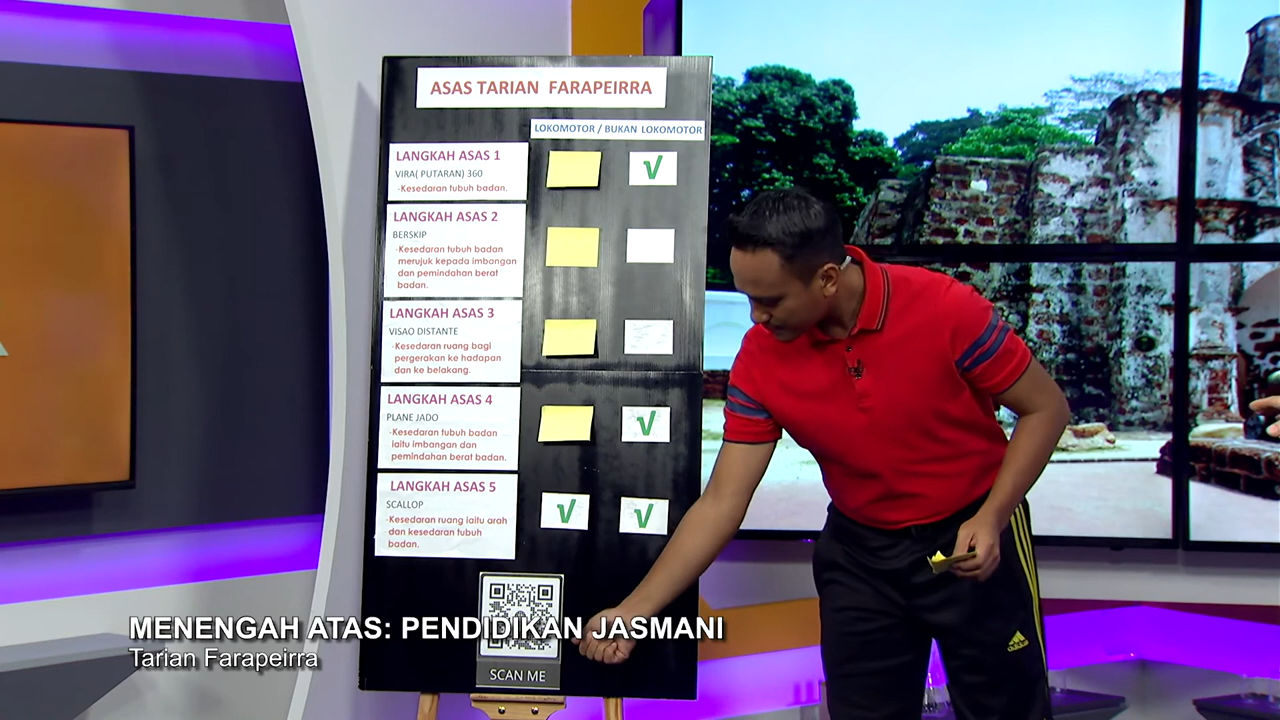 ASAS TARIAN FARAPEIRRA
LOKOMOTOR / BUKAN LOKOMOTOR
LANGKAH ASAS 1
VIRA( PUTARAN) 360
-Kesedaran tubuh badan.
LANGKAH ASAS 2
BERSKIP
-Kesedaran tubuh badan
merujuk kepada imbangan
dan pemindahan berat
badan.
LANGKAH ASAS 3
VISAO DISTANTE
-Kesedaran ruang bagi
pergerakan ke hadapan
dan ke belakang.
LANGKAH ASAS 4
PLANE JADO
-Kesedaran tubuh badan
iaitu imbangan dan
pemindahan berat badan.
LANGKAH ASAS 5
SCALLOP
-Kesedaran ruang iaitu arah
dan kesedaran tubuh
badan.
MENENGAH ATAS: PENDIDIKAN JASMANI
Tarian Farapeirra
SCAN ME
adidas